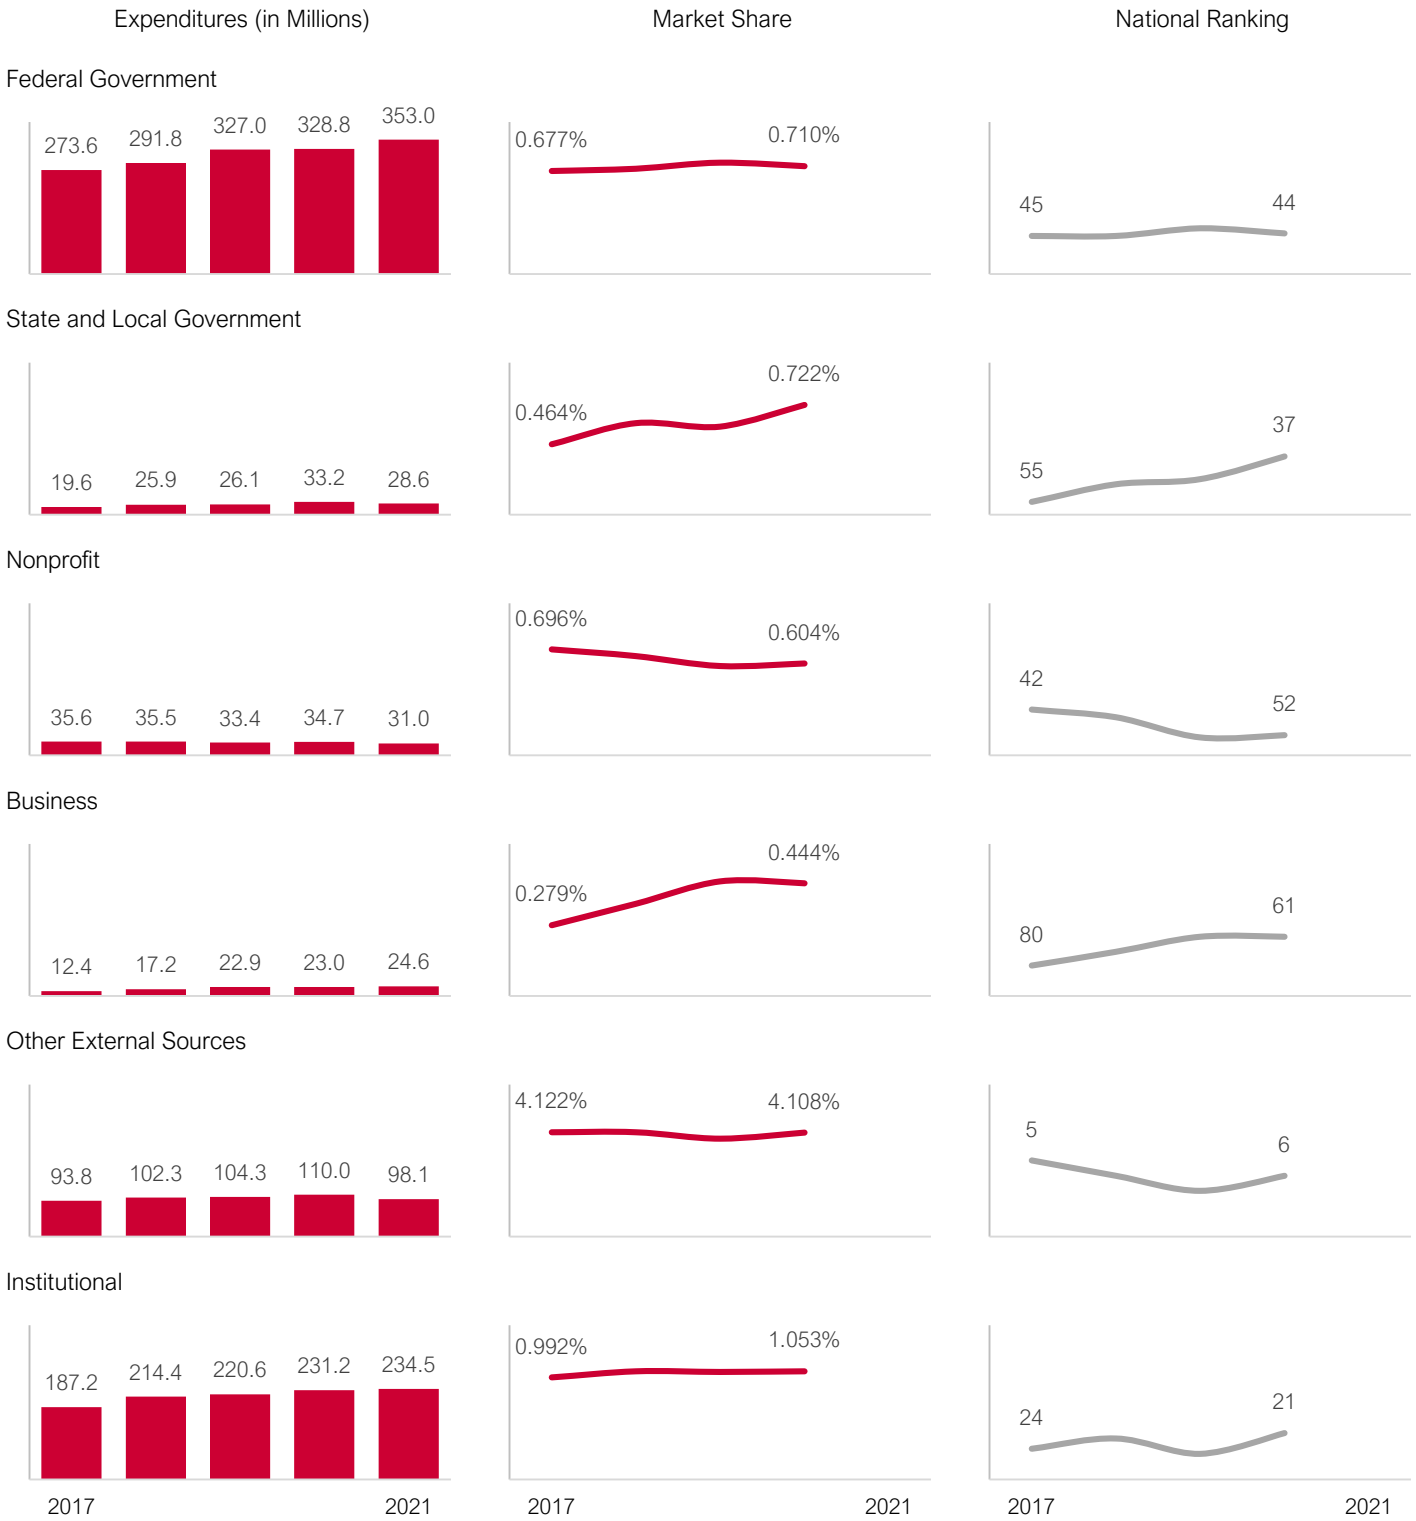 Expenditures (in Millions) Market Share National Ranking
Federal Government
273.6 291.8 327.0 328.8 353.0 0.677% 0.710% 45 44
State and Local Government
19.6 25.9 26.1 33.2 28.6 0.464% 0.722% 55 37
Nonprofit
35.6 35.5 33.4 34.7 31.0 0.696% 0.604% 42 52
Business
12.4 17.2 22.9 23.0 24.6 0.279% 0.444% 80 61
Other External Sources
93.8 102.3 104.3 110.0 98.1 4.122% 4.108% 5 6
Institutional
187.2 214.4 220.6 231.2 234.5 0.992% 1.053% 24 21
2017 2021 2017 2021 2017 2021